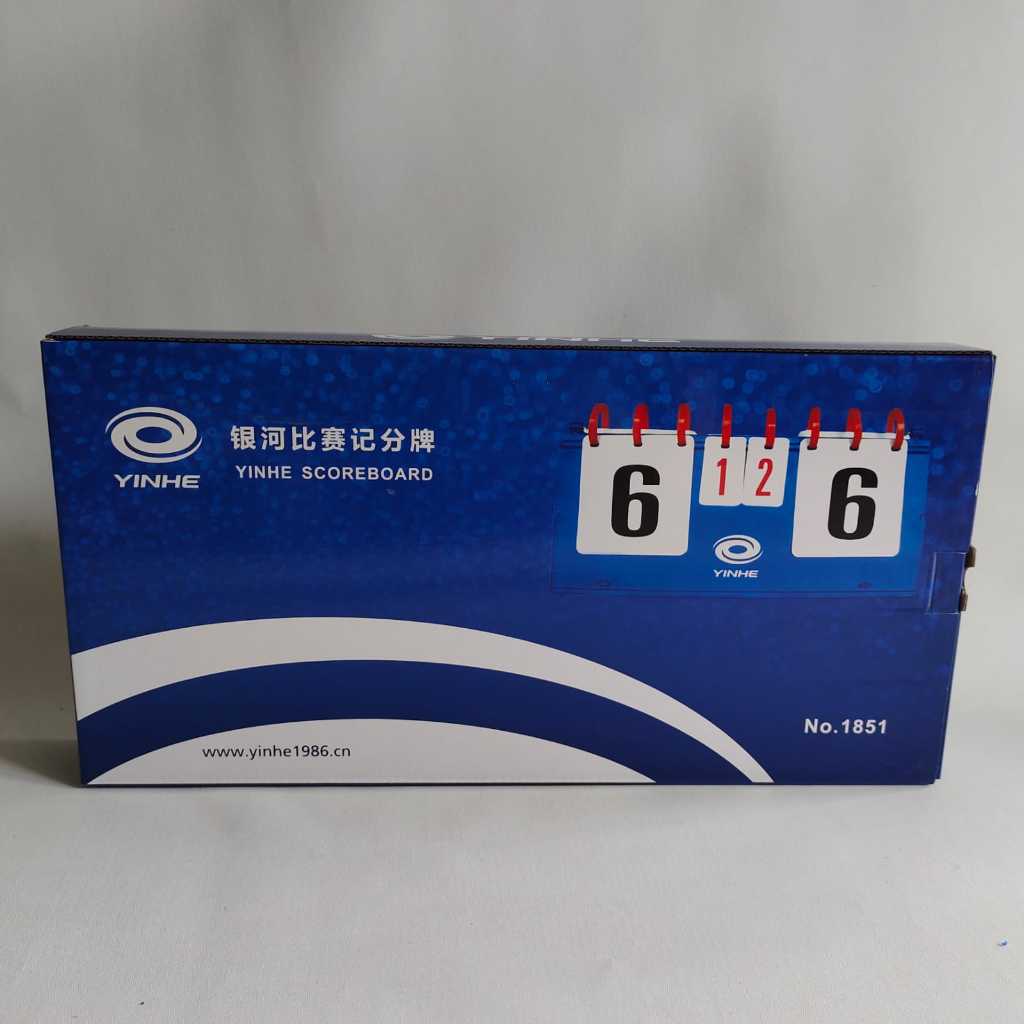 YINHE
银河比赛记分牌
YINHE SCOREBOARD
6 1 2 6
YINHE
www.yinhe1986.cn
No.1851